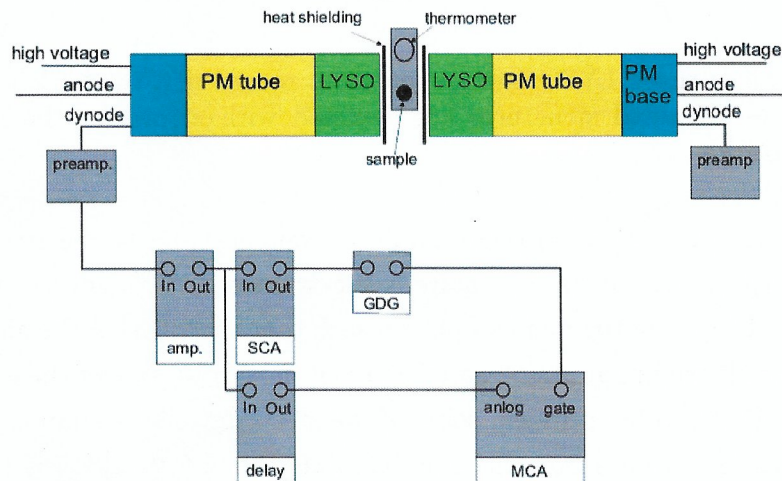 heat shielding
thermometer
high voltage
anode
dynode
PM tube
LYSO
LYSO
PM tube
PM
base
high voltage
anode
dynode
preamp.
sample
preamp
In Out
amp.
In Out
SCA
GDG
In Out
delay
anlog gate
MCA